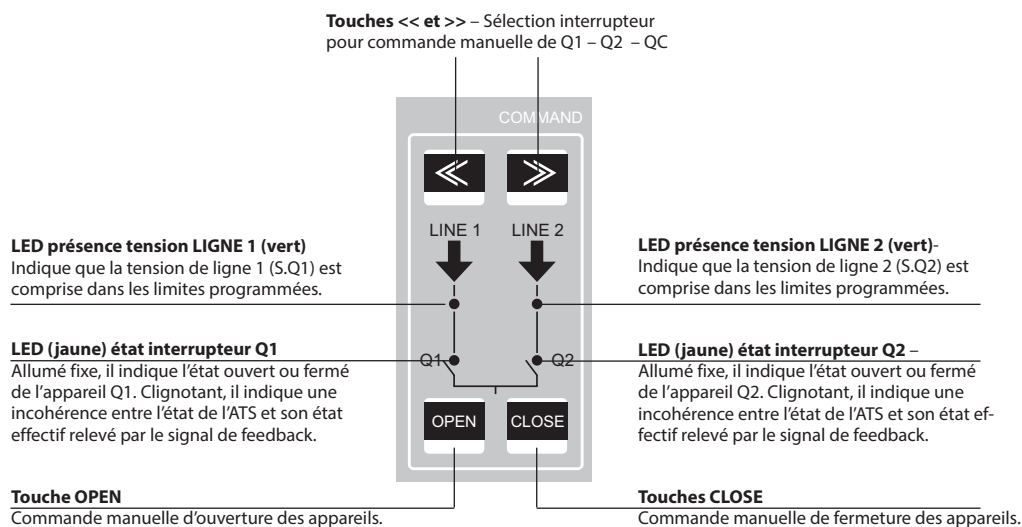 Touches << et >> – Sélection interrupteur
pour commande manuelle de Q1 – Q2 – QC
COMMAND
LINE 1
LINE 2
LED présence tension LIGNE 1 (vert)
Indique que la tension de ligne 1 (S.Q1) est
comprise dans les limites programmées.
LED présence tension LIGNE 2 (vert)-
Indique que la tension de ligne 2 (S.Q2) est
comprise dans les limites programmées.
LED (jaune) état interrupteur Q1
Allumé fixe, il indique l'état ouvert ou fermé
de l'appareil Q1. Clignotant, il indique une
incohérence entre l'état de l'ATS et son état
effectif relevé par le signal de feedback.
Q1
Q2
LED (jaune) état interrupteur Q2 –
Allumé fixe, il indique l'état ouvert ou fermé
de l'appareil Q2. Clignotant, il indique une
incohérence entre l'état de l'ATS et son état ef-
fectif relevé par le signal de feedback.
OPEN
CLOSE
Touche OPEN
Commande manuelle d'ouverture des appareils.
Touches CLOSE
Commande manuelle de fermeture des appareils.